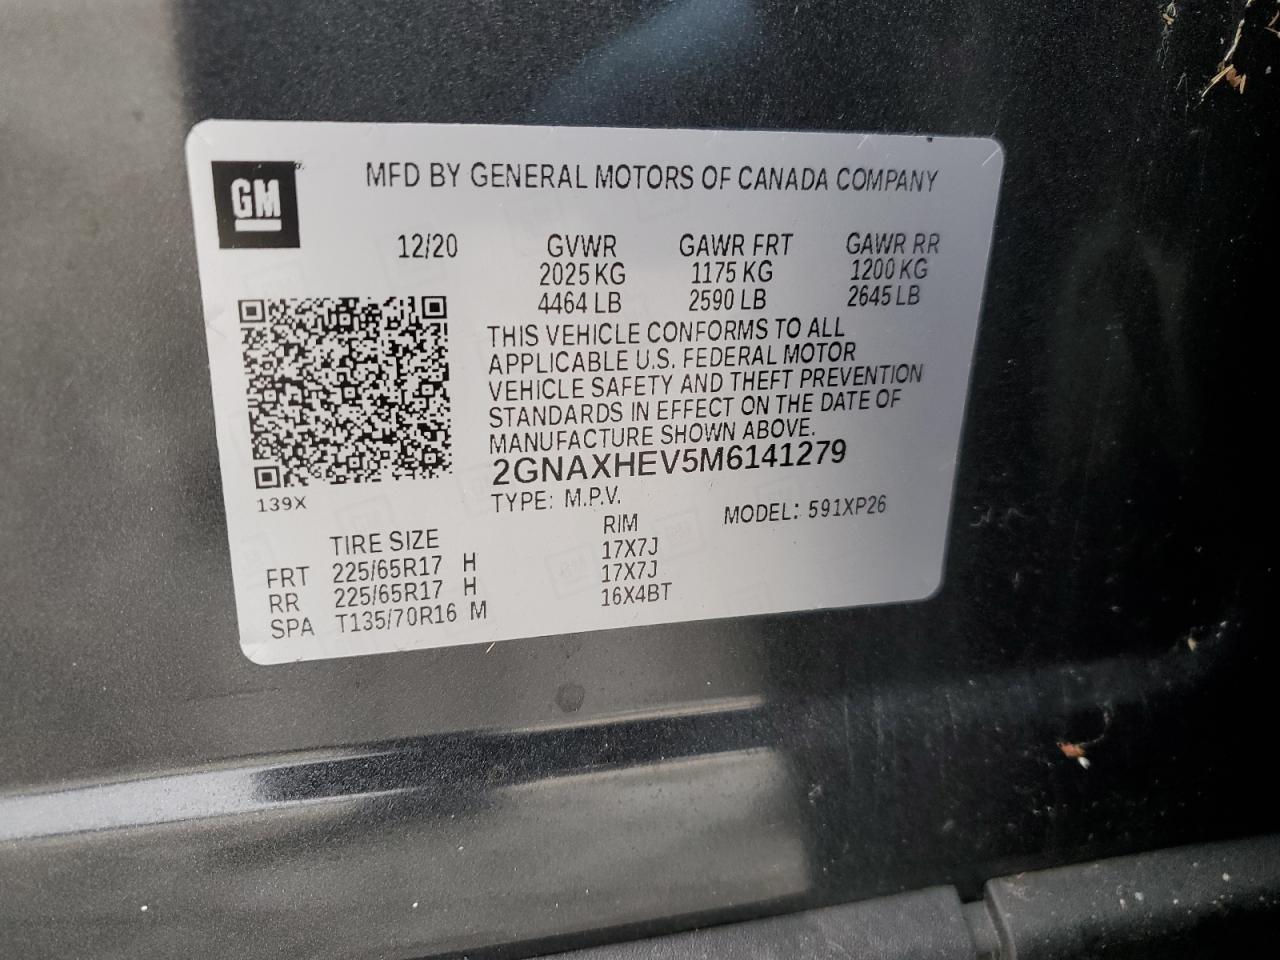 GM
MFD BY GENERAL MOTORS OF CANADA COMPANY
12/20 GVWR GAWR FRT GAWR RR
2025 KG 1175 KG 1200 KG
4464 LB 2590 LB 2645 LB
THIS VEHICLE CONFORMS TO ALL
APPLICABLE U.S. FEDERAL MOTOR
VEHICLE SAFETY AND THEFT PREVENTION
STANDARDS IN EFFECT ON THE DATE OF
MANUFACTURE SHOWN ABOVE.
2GNAXHEV5M6141279
139X
TYPE: M.P.V. MODEL: 591XP26
TIRE SIZE RIM
FRT 225/65R17 H 17X7J
RR 225/65R17 H 17X7J
SPA T135/70R16 M 16X4BT